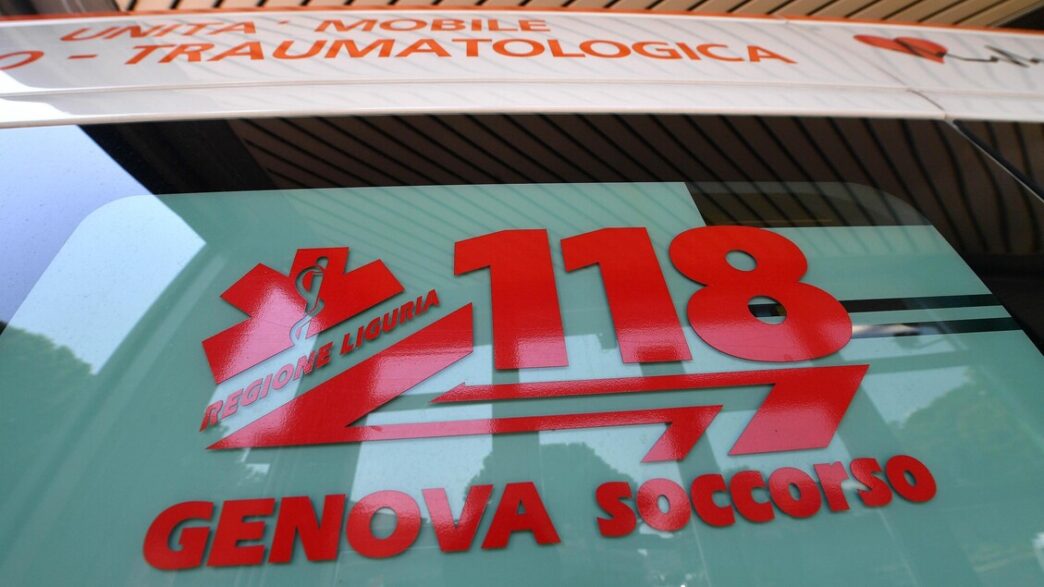 UNITA' MOBILE
O - TRAUMATOLOGICA
118
REGIONE LIGURIA
GENOVA soccorso